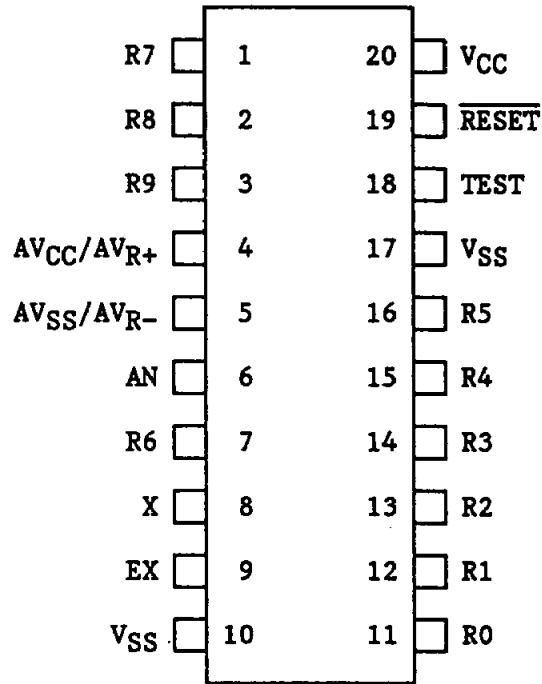 R7 1 20 VCC
R8 2 19 RESET
R9 3 18 TEST
AVCC/AVR+ 4 17 VSS
AVSS/AVR- 5 16 R5
AN 6 15 R4
R6 7 14 R3
X 8 13 R2
EX 9 12 R1
VSS 10 11 R0